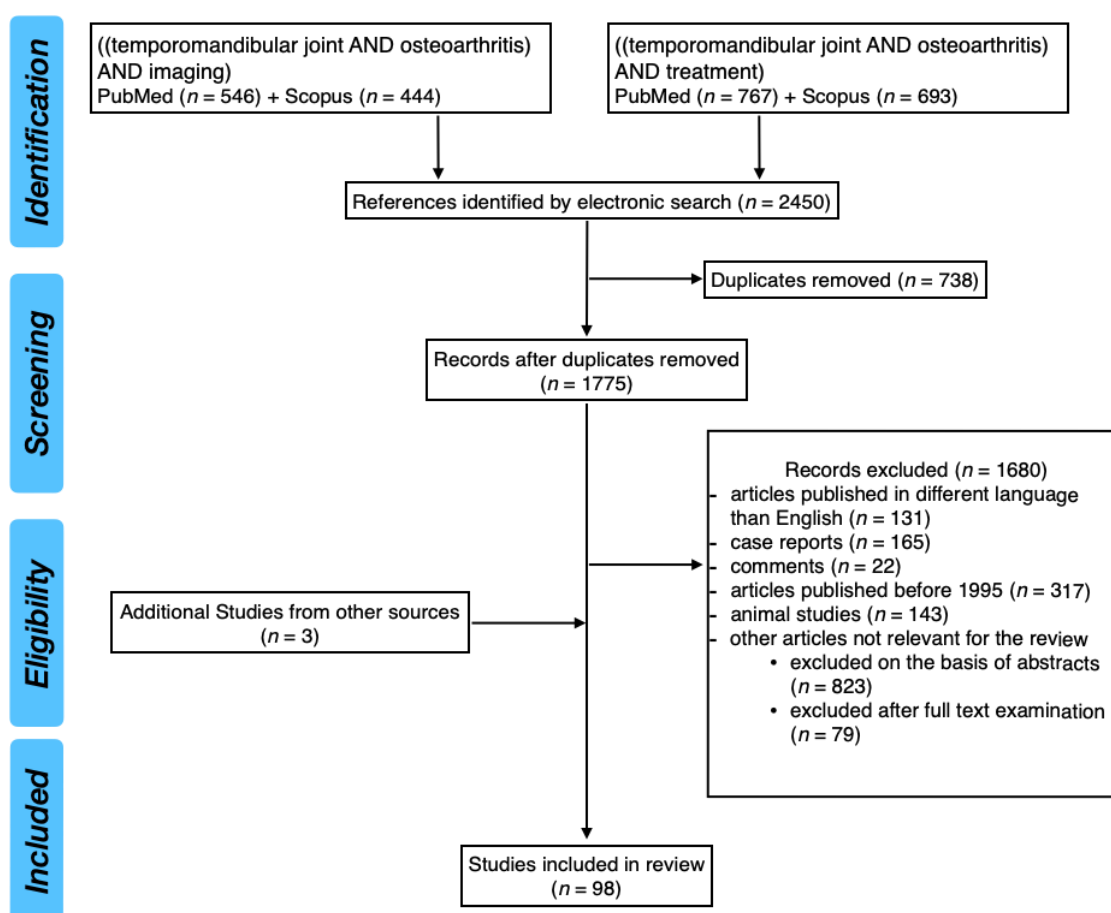 Identification
((temporomandibular joint AND osteoarthritis)
AND imaging)
PubMed (n = 546) + Scopus (n = 444)
((temporomandibular joint AND osteoarthritis)
AND treatment)
PubMed (n = 767) + Scopus (n = 693)
References identified by electronic search (n = 2450)
Duplicates removed (n = 738)
Screening
Records after duplicates removed
(n = 1775)
Records excluded (n = 1680)
- articles published in different language
than English (n = 131)
- case reports (n = 165)
- comments (n = 22)
- articles published before 1995 (n = 317)
- animal studies (n = 143)
- other articles not relevant for the review
• excluded on the basis of abstracts
(n = 823)
• excluded after full text examination
(n = 79)
Eligibility
Additional Studies from other sources
(n = 3)
Included
Studies included in review
(n = 98)